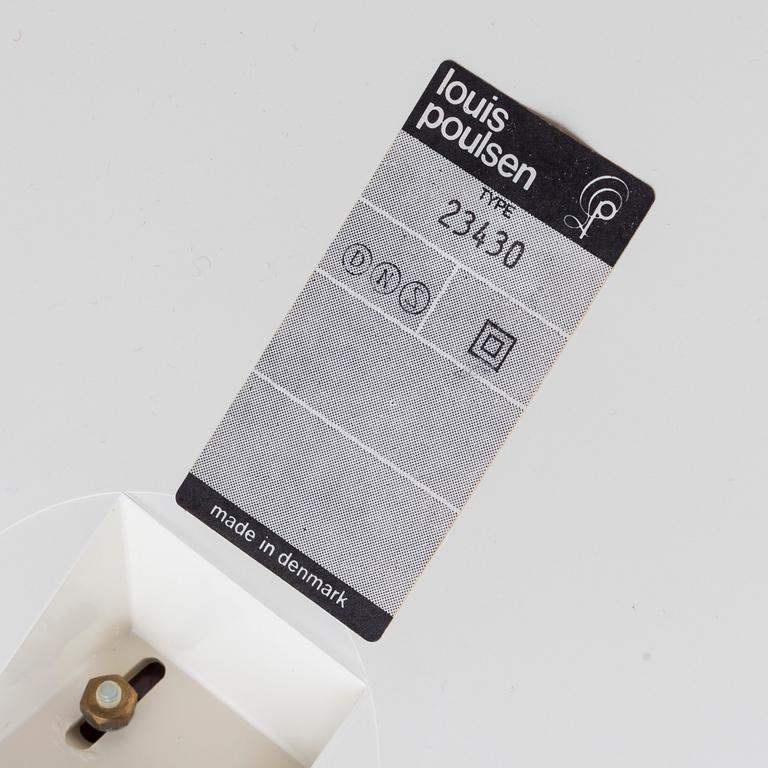 louis
poulsen
TYPE
23430
D N S
made in denmark